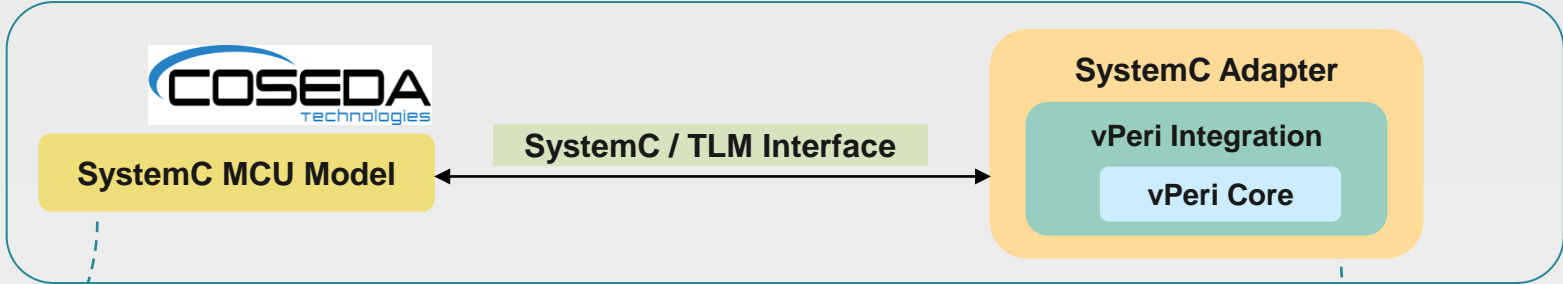 COSEDA
Technologies
SystemC MCU Model
SystemC / TLM Interface
SystemC Adapter
vPeri Integration
vPeri Core